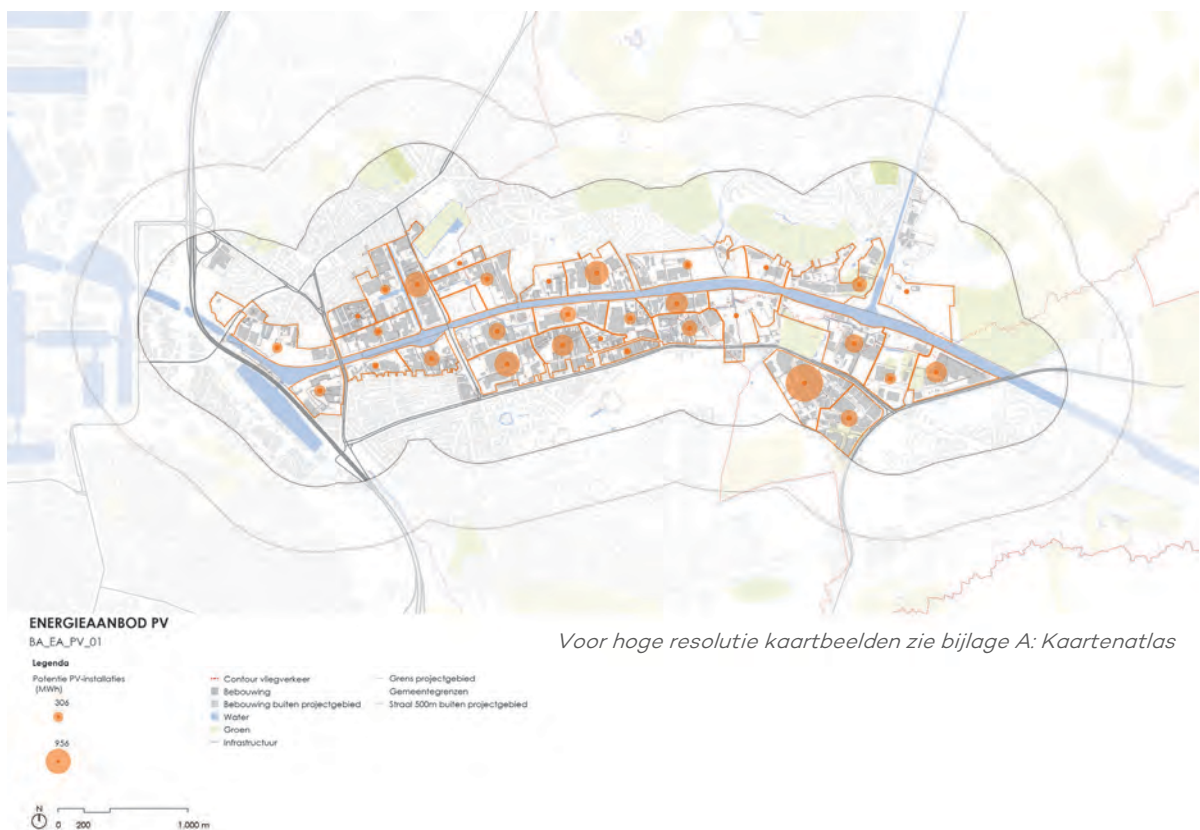 ENERGIEAANBOD PV
BA_EA_PV_01
Voor hoge resolutie kaartbeelden zie bijlage A: Kaartenatlas
Legenda
Potentie PV-installaties
(MWh)
306
956
Contour vliegverkeer
Bebouwing
Bebouwing buiten projectgebied
Water
Groen
Infrastructuur
Grens projectgebied
Gemeentegrenzen
Straal 500m buiten projectgebied
N
0 200 1.000 m